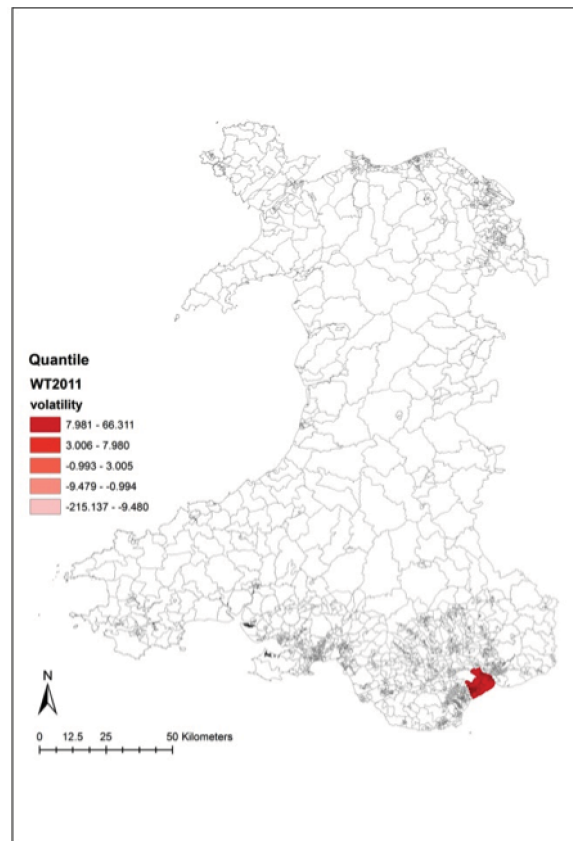 Quantile
WT2011
volatility
7.981 - 66.311
3.006 - 7.980
-0.993 - 3.005
-9.479 - -0.994
-215.137 - -9.480
N
0 12.5 25 50 Kilometers